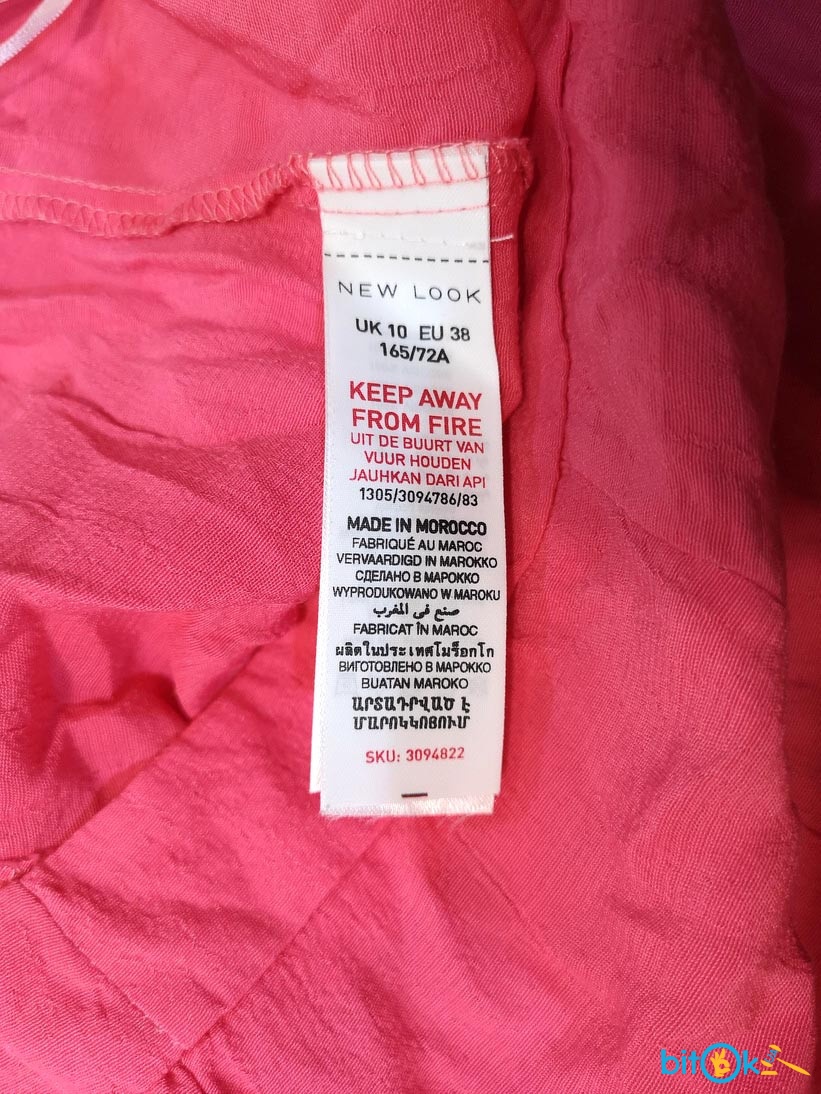 NEW LOOK
UK 10 EU 38
165/72A
KEEP AWAY
FROM FIRE
UIT DE BUURT VAN
VUUR HOUDEN
JAUHKAN DARI API
1305/3094786/83
MADE IN MOROCCO
FABRIQUÉ AU MAROC
VERVAARDIGD IN MAROKKO
СДЕЛАНО В МАРОККО
WYPRODUKOWANO W MAROKU
صنع في المغرب
FABRICAT ÎN MAROC
ผลิตในประเทศโมร็อกโก
ВИГОТОВЛЕНО В МАРОККО
BUATAN MAROKO
ԱՐՏԱԴՐՎԱԾ Է
ՄԱՐՈԿԿՈՅՈՒՄ
SKU: 3094822
bitOk